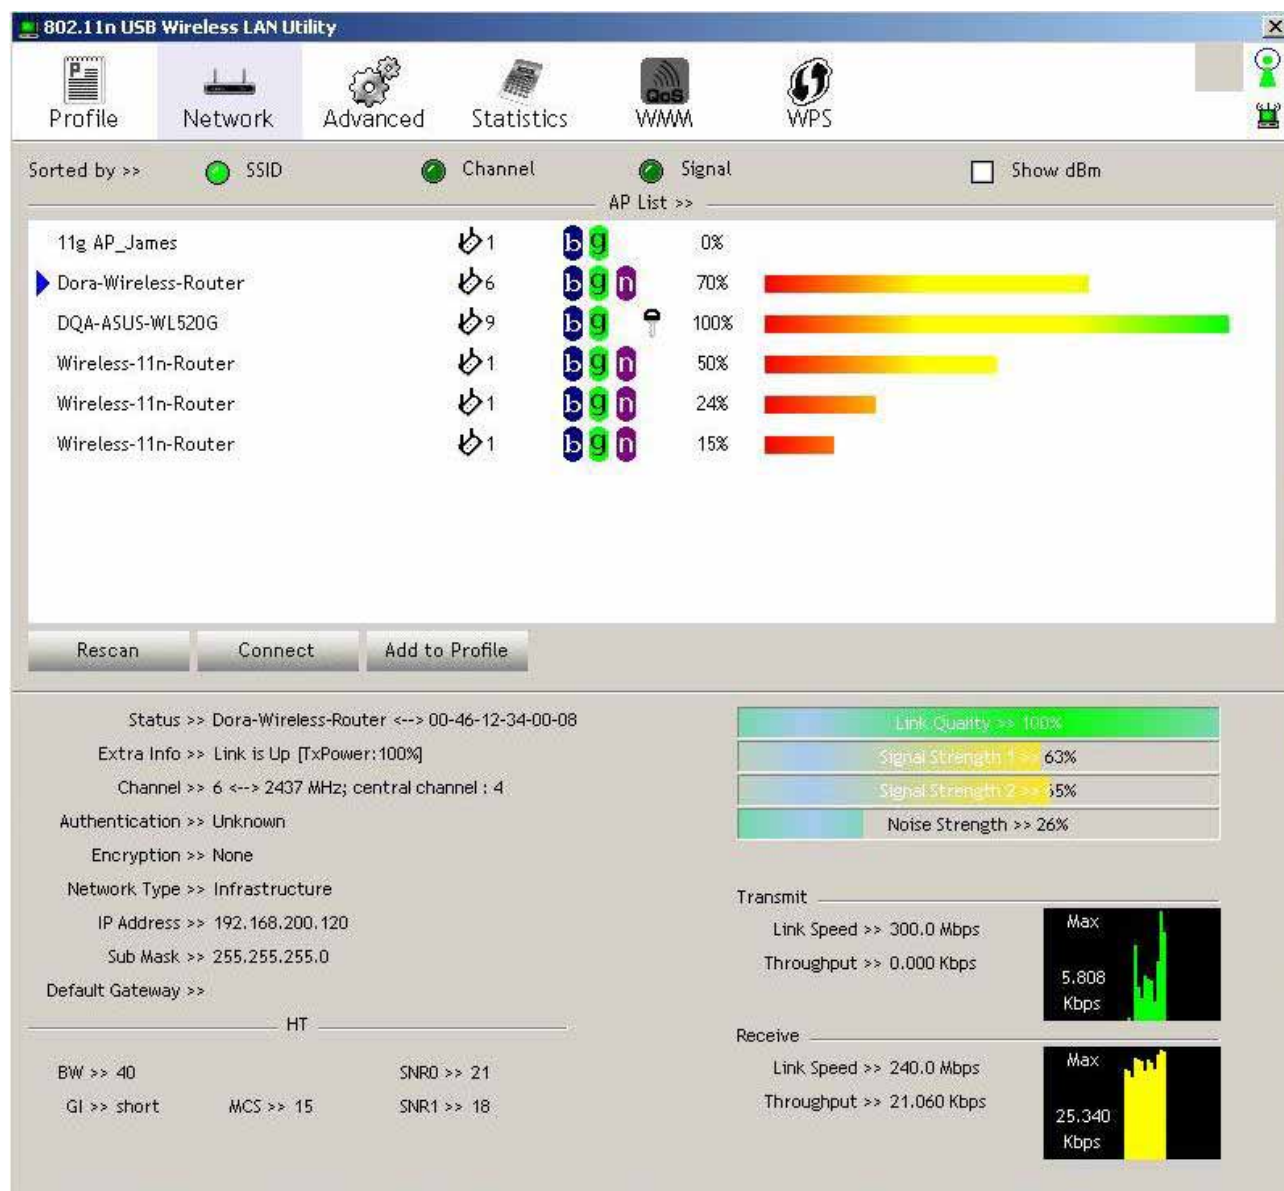 802.11n USB Wireless LAN Utility
Profile Network Advanced Statistics QoS WMM WPS
Sorted by >> SSID Channel Signal Show dBm
AP List >>
11g AP_James 1 b g 0%
Dora-Wireless-Router 6 b g n 70%
DQA-ASUS-WL520G 9 b g 100%
Wireless-11n-Router 1 b g n 50%
Wireless-11n-Router 1 b g n 24%
Wireless-11n-Router 1 b g n 15%
Rescan Connect Add to Profile
Status >> Dora-Wireless-Router <--> 00-46-12-34-00-08
Extra Info >> Link is Up [TxPower:100%]
Channel >> 6 <--> 2437 MHz; central channel : 4
Authentication >> Unknown
Encryption >> None
Network Type >> Infrastructure
IP Address >> 192.168.200.120
Sub Mask >> 255.255.255.0
Default Gateway >>
HT
BW >> 40 SNR0 >> 21
GI >> short MCS >> 15 SNR1 >> 18
Link Quality >> 100%
Signal Strength 1 >> 63%
Signal Strength 2 >> 65%
Noise Strength >> 26%
Transmit
Link Speed >> 300.0 Mbps
Throughput >> 0.000 Kbps
Max
5.808
Kbps
Receive
Link Speed >> 240.0 Mbps
Throughput >> 21.060 Kbps
Max
25.340
Kbps